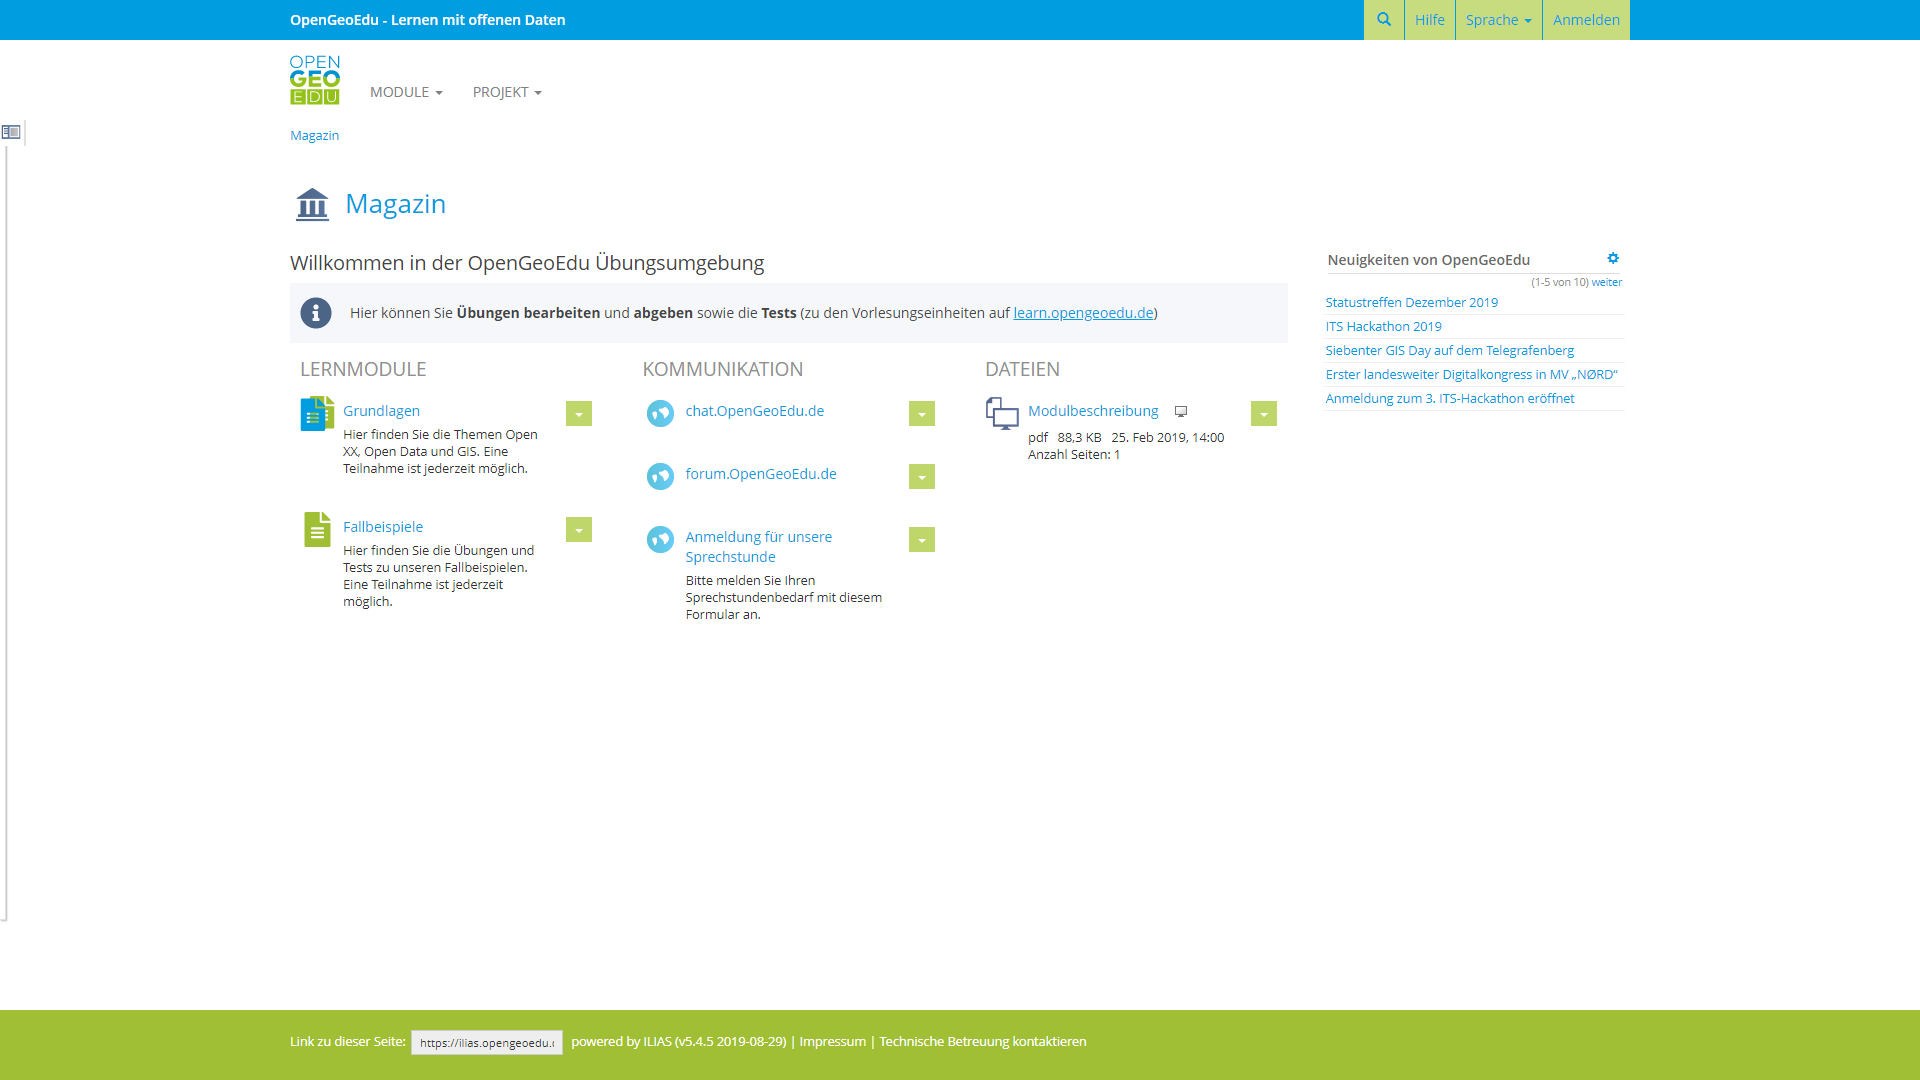 OpenGeoEdu - Lernen mit offenen Daten
Hilfe
Sprache
Anmelden
OPEN
GEO
EDU
MODULE
PROJEKT
Magazin
Magazin
Willkommen in der OpenGeoEdu Übungsumgebung
Hier können Sie Übungen bearbeiten und abgeben sowie die Tests (zu den Vorlesungseinheiten auf learn.opengeoedu.de)
LERNMODULE
Grundlagen
Hier finden Sie die Themen Open
XX, Open Data und GIS. Eine
Teilnahme ist jederzeit möglich.
Fallbeispiele
Hier finden Sie die Übungen und
Tests zu unseren Fallbeispielen.
Eine Teilnahme ist jederzeit
möglich.
KOMMUNIKATION
chat.OpenGeoEdu.de
forum.OpenGeoEdu.de
Anmeldung für unsere
Sprechstunde
Bitte melden Sie Ihren
Sprechstundenbedarf mit diesem
Formular an.
DATEIEN
Modulbeschreibung
pdf 88,3 KB 25. Feb 2019, 14:00
Anzahl Seiten: 1
Neuigkeiten von OpenGeoEdu
(1-5 von 10) weiter
Statustreffen Dezember 2019
ITS Hackathon 2019
Siebenter GIS Day auf dem Telegrafenberg
Erster landesweiter Digitalkongress in MV „NØRD“
Anmeldung zum 3. ITS-Hackathon eröffnet
Link zu dieser Seite: https://ilias.opengeoedu. powered by ILIAS (v5.4.5 2019-08-29) | Impressum | Technische Betreuung kontaktieren